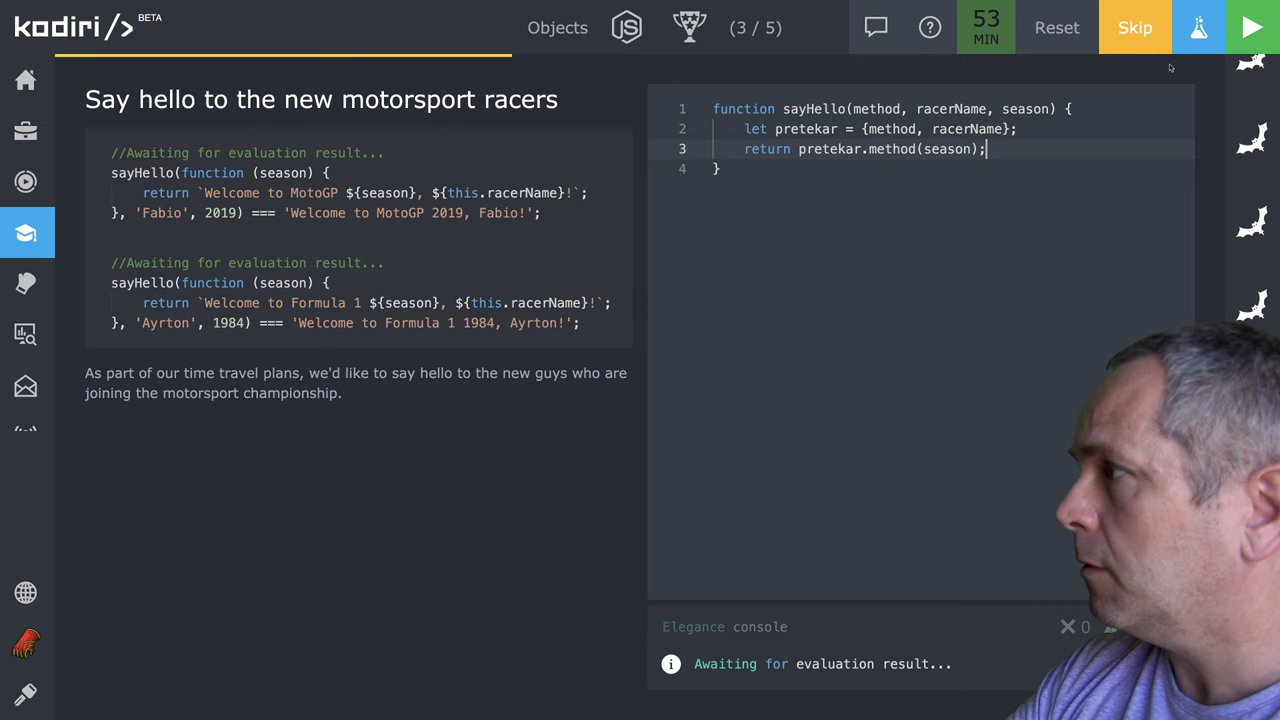 kodiri /> BETA
Objects
JS
(3 / 5)
53
MIN
Reset
Skip
Say hello to the new motorsport racers
//Awaiting for evaluation result...
sayHello(function (season) {
return `Welcome to MotoGP ${season}, ${this.racerName}!`;
}, 'Fabio', 2019) === 'Welcome to MotoGP 2019, Fabio!';
//Awaiting for evaluation result...
sayHello(function (season) {
return `Welcome to Formula 1 ${season}, ${this.racerName}!`;
}, 'Ayrton', 1984) === 'Welcome to Formula 1 1984, Ayrton!';
As part of our time travel plans, we'd like to say hello to the new guys who are
joining the motorsport championship.
1 function sayHello(method, racerName, season) {
2 let pretekar = {method, racerName};
3 return pretekar.method(season);
4 }
Elegance console
0
Awaiting for evaluation result...